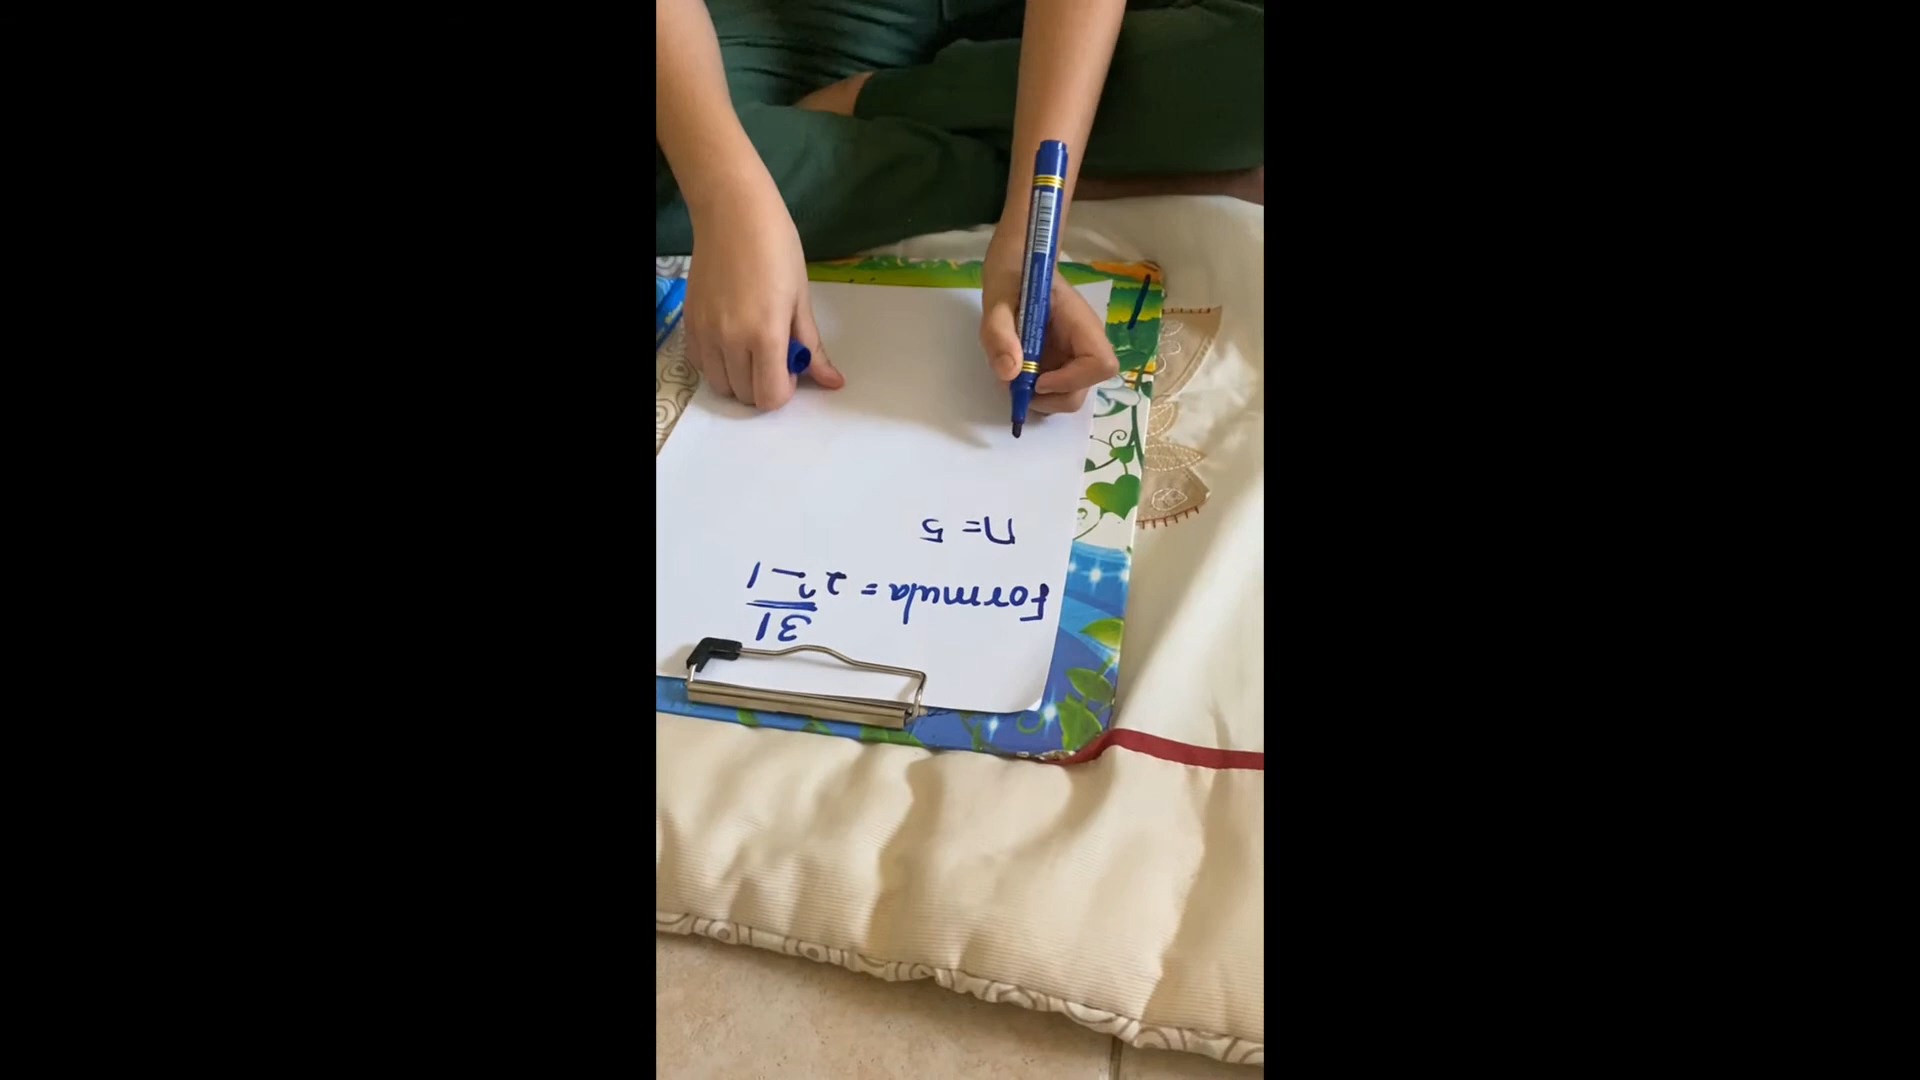 31
Formula = 2ⁿ - 1
n = 5